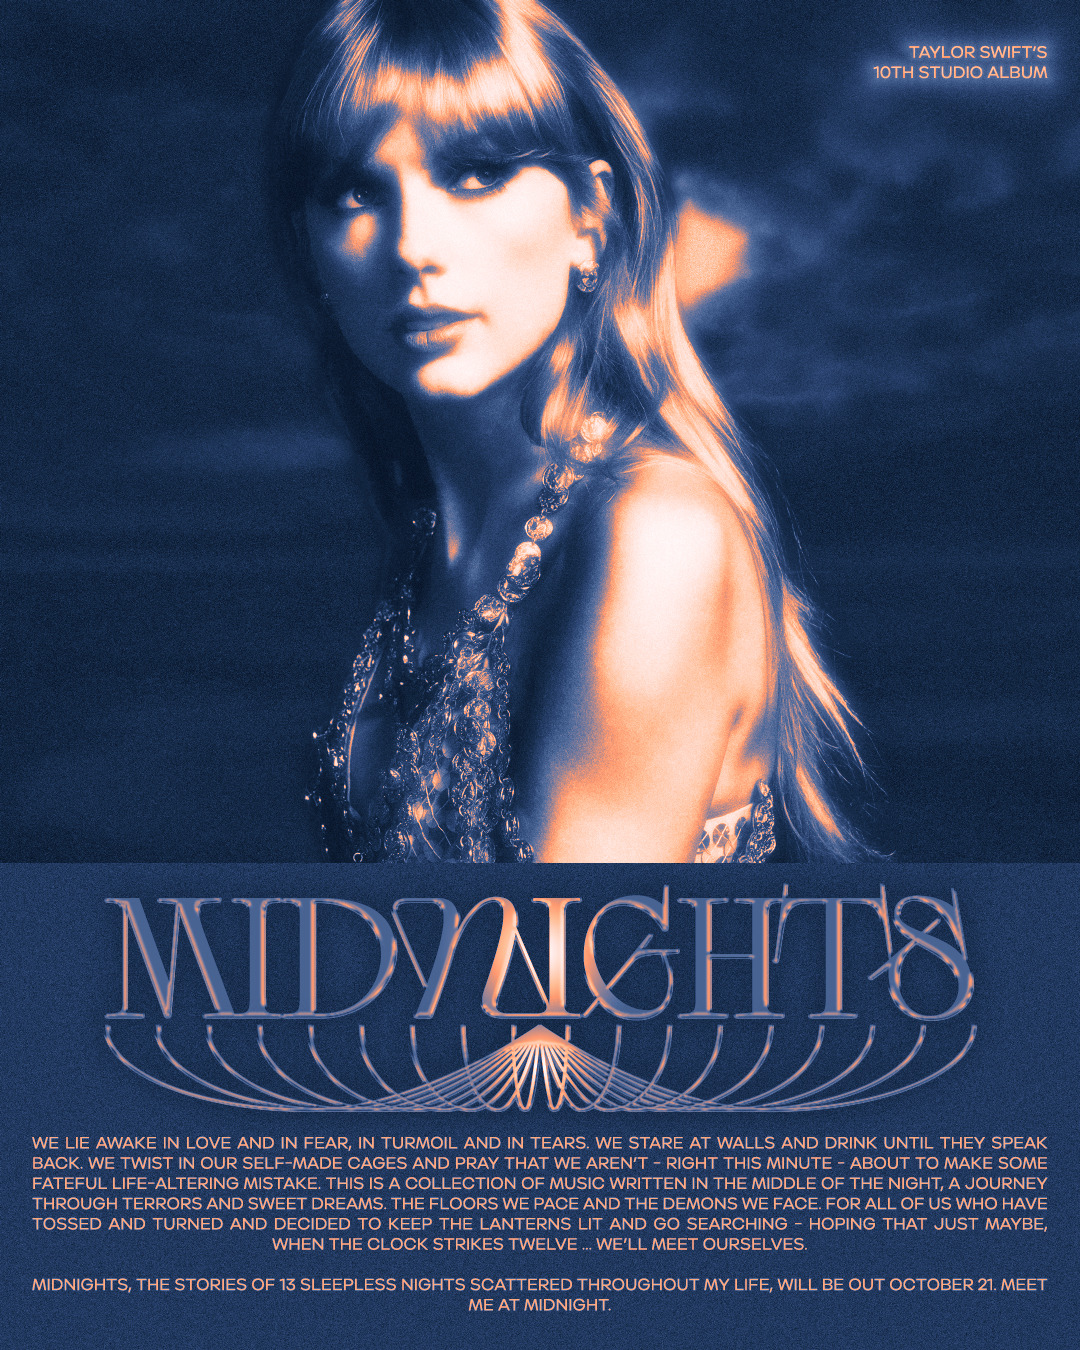 TAYLOR SWIFT'S
10TH STUDIO ALBUM
MIDNIGHTS
WE LIE AWAKE IN LOVE AND IN FEAR, IN TURMOIL AND IN TEARS. WE STARE AT WALLS AND DRINK UNTIL THEY SPEAK
BACK. WE TWIST IN OUR SELF-MADE CAGES AND PRAY THAT WE AREN'T - RIGHT THIS MINUTE - ABOUT TO MAKE SOME
FATEFUL LIFE-ALTERING MISTAKE. THIS IS A COLLECTION OF MUSIC WRITTEN IN THE MIDDLE OF THE NIGHT, A JOURNEY
THROUGH TERRORS AND SWEET DREAMS. THE FLOORS WE PACE AND THE DEMONS WE FACE. FOR ALL OF US WHO HAVE
TOSSED AND TURNED AND DECIDED TO KEEP THE LANTERNS LIT AND GO SEARCHING - HOPING THAT JUST MAYBE,
WHEN THE CLOCK STRIKES TWELVE ... WE'LL MEET OURSELVES.
MIDNIGHTS, THE STORIES OF 13 SLEEPLESS NIGHTS SCATTERED THROUGHOUT MY LIFE, WILL BE OUT OCTOBER 21. MEET
ME AT MIDNIGHT.